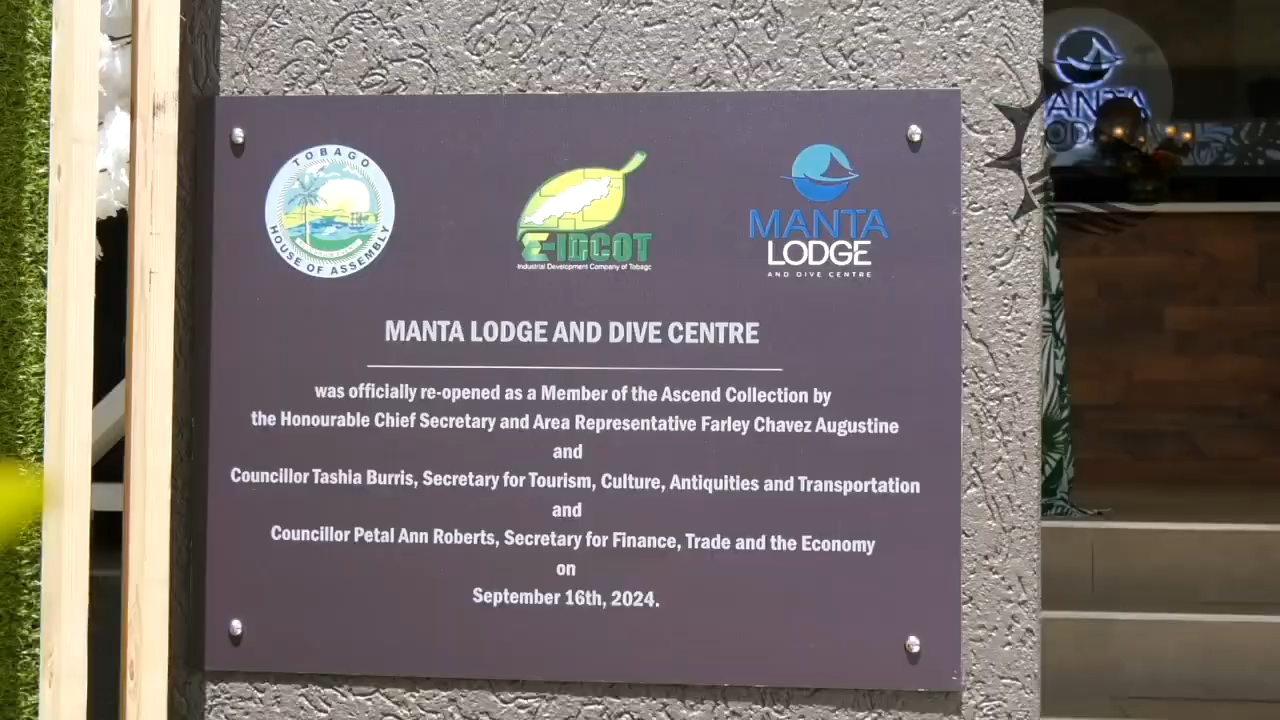 TOBAGO
HOUSE OF ASSEMBLY
E-IDCOT
Industrial Development Company of Tobago
MANTA
LODGE
AND DIVE CENTRE
MANTA LODGE AND DIVE CENTRE
was officially re-opened as a Member of the Ascend Collection by
the Honourable Chief Secretary and Area Representative Farley Chavez Augustine
and
Councillor Tashia Burris, Secretary for Tourism, Culture, Antiquities and Transportation
and
Councillor Petal Ann Roberts, Secretary for Finance, Trade and the Economy
on
September 16th, 2024.